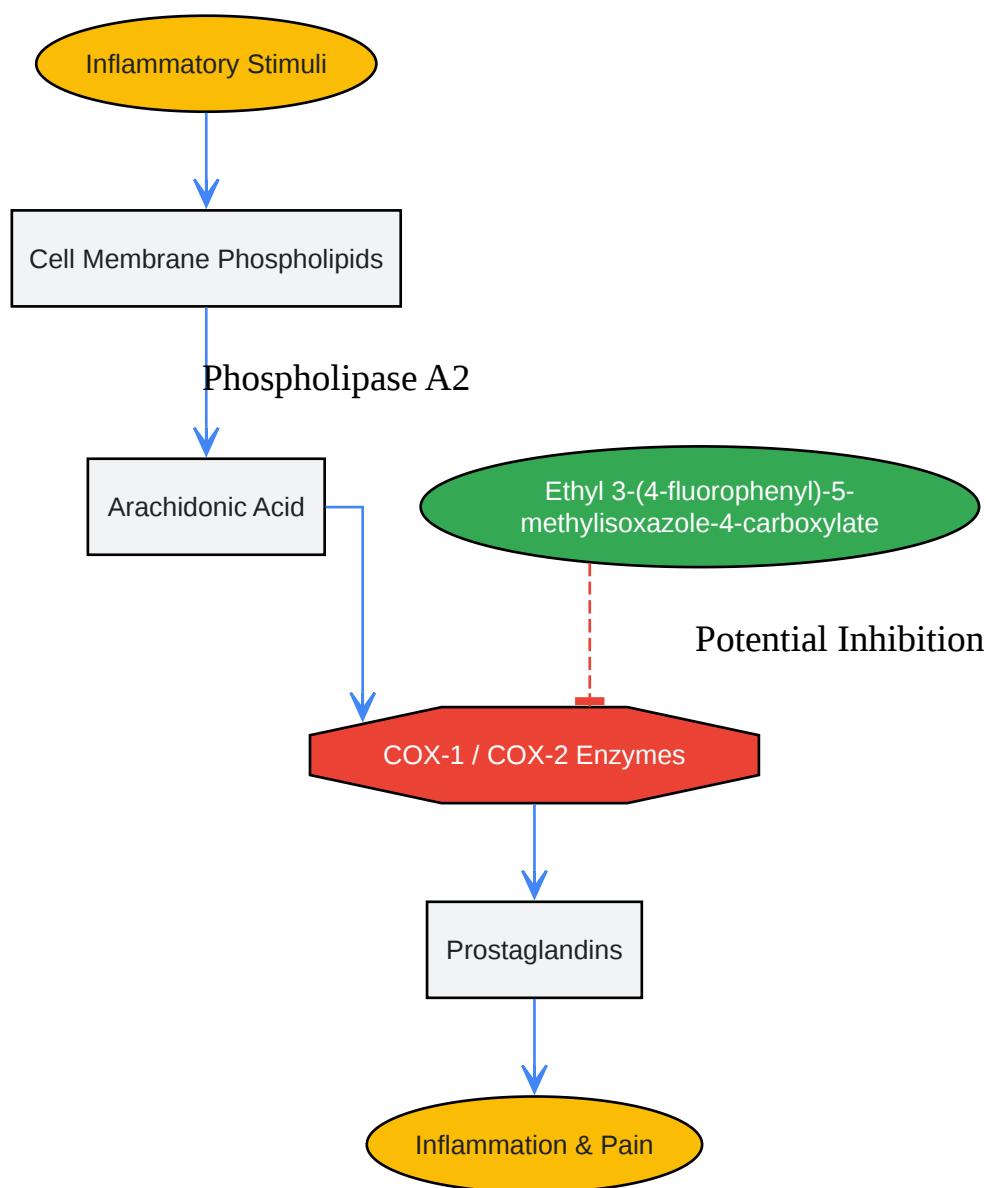 Inflammatory Stimuli
Cell Membrane Phospholipids
Phospholipase A2
Arachidonic Acid
Ethyl 3-(4-fluorophenyl)-5-
methylisoxazole-4-carboxylate
Potential Inhibition
COX-1 / COX-2 Enzymes
Prostaglandins
Inflammation & Pain